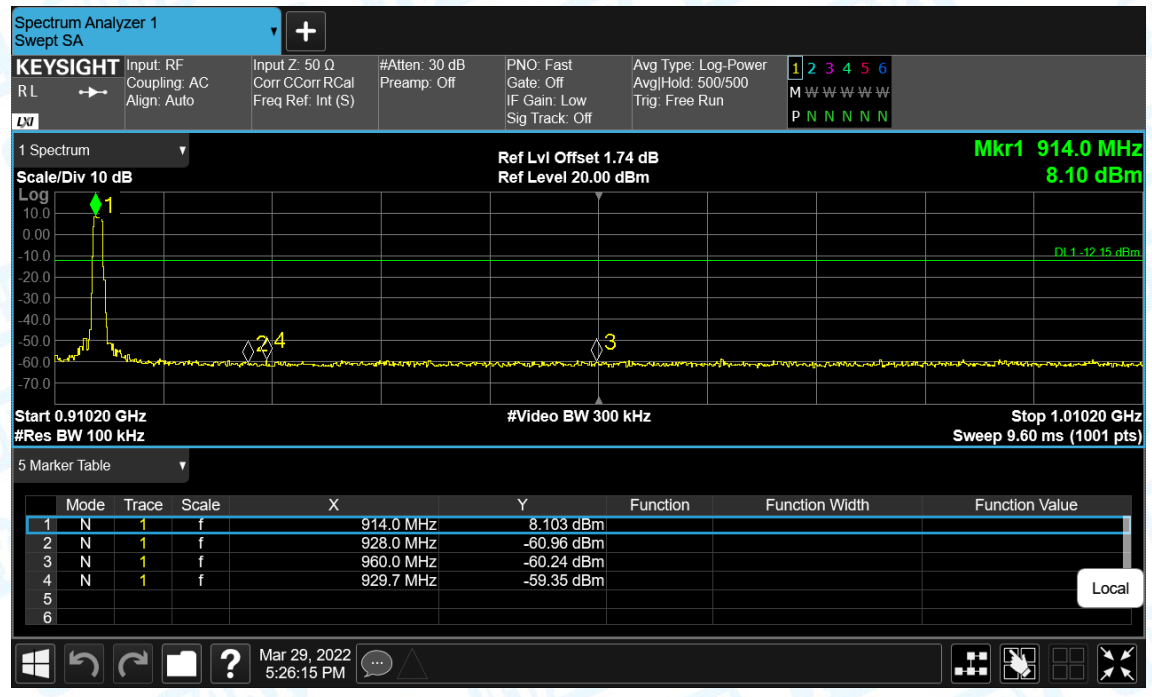 Spectrum Analyzer 1
Swept SA
+
KEYSIGHT
R L
LXI
Input: RF
Coupling: AC
Align: Auto
Input Z: 50 Ω
Corr CCorr RCal
Freq Ref: Int (S)
#Atten: 30 dB
Preamp: Off
PNO: Fast
Gate: Off
IF Gain: Low
Sig Track: Off
Avg Type: Log-Power
Avg|Hold: 500/500
Trig: Free Run
1 2 3 4 5 6
M W W W W W
P N N N N N
1 Spectrum
Scale/Div 10 dB
Ref Lvl Offset 1.74 dB
Ref Level 20.00 dBm
Mkr1 914.0 MHz
8.10 dBm
Log
10.0
0.00
-10.0
-20.0
-30.0
-40.0
-50.0
-60.0
-70.0
1
DL1 -12.15 dBm
2
4
3
Start 0.91020 GHz
#Video BW 300 kHz
Stop 1.01020 GHz
#Res BW 100 kHz
Sweep 9.60 ms (1001 pts)
5 Marker Table
Mode Trace Scale X Y Function Function Width Function Value
1 N 1 f 914.0 MHz 8.103 dBm
2 N 1 f 928.0 MHz -60.96 dBm
3 N 1 f 960.0 MHz -60.24 dBm
4 N 1 f 929.7 MHz -59.35 dBm
5
6
Local
?
Mar 29, 2022
5:26:15 PM